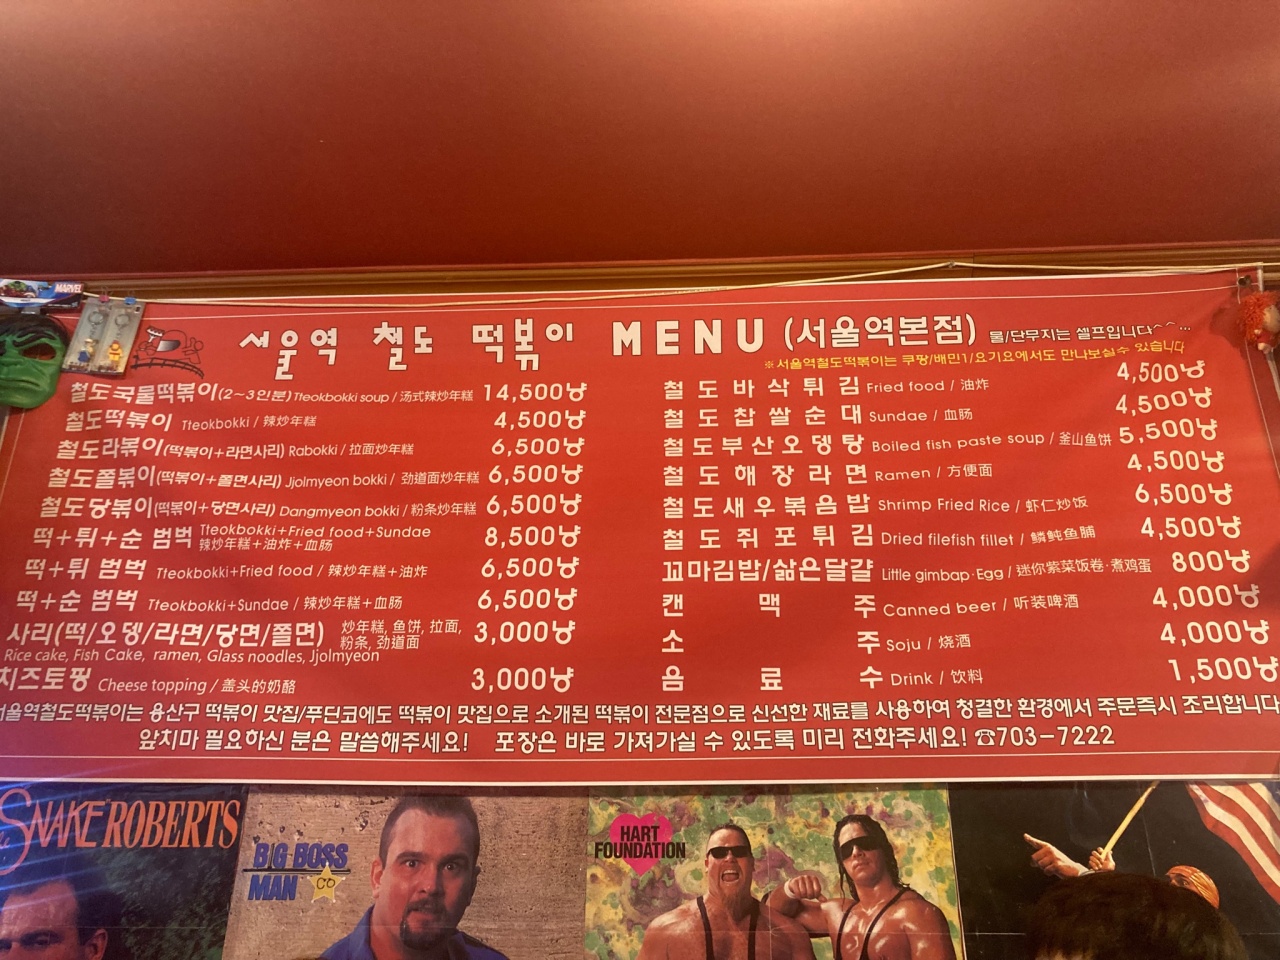 MARVEL
서울역 철도 떡볶이 MENU (서울역본점) 물/단무지는 셀프입니다^^...
※서울역철도떡볶이는 쿠팡/배민1/요기요에서도 만나보실수 있습니다
철도국물떡볶이(2~3인분) Tteokbokki soup / 汤式辣炒年糕 14,500냥
철도떡볶이 Tteokbokki / 辣炒年糕 4,500냥
철도라볶이(떡볶이+라면사리) Rabokki / 拉面炒年糕 6,500냥
철도쫄볶이(떡볶이+쫄면사리) Jjolmyeon bokki / 劲道面炒年糕 6,500냥
철도당볶이(떡볶이+당면사리) Dangmyeon bokki / 粉条炒年糕 6,500냥
떡+튀+순 범벅 Tteokbokki+Fried food+Sundae 8,500냥
辣炒年糕+油炸+血肠
떡+튀 범벅 Tteokbokki+Fried food / 辣炒年糕+油炸 6,500냥
떡+순 범벅 Tteokbokki+Sundae / 辣炒年糕+血肠 6,500냥
사리(떡/오뎅/라면/당면/쫄면) 炒年糕, 鱼饼, 拉面, 3,000냥
粉条, 劲道面
Rice cake, Fish Cake, ramen, Glass noodles, Jjolmyeon
치즈토핑 Cheese topping / 盖头的奶酪 3,000냥
철도바삭튀김 Fried food / 油炸 4,500냥
철도찹쌀순대 Sundae / 血肠 4,500냥
철도부산오뎅탕 Boiled fish paste soup / 釜山鱼饼 5,500냥
철도해장라면 Ramen / 方便面 4,500냥
철도새우볶음밥 Shrimp Fried Rice / 虾仁炒饭 6,500냥
철도쥐포튀김 Dried filefish fillet / 鳞鲀鱼脯 4,500냥
꼬마김밥/삶은달걀 Little gimbap·Egg / 迷你紫菜饭卷·煮鸡蛋 800냥
캔맥주 Canned beer / 听装啤酒 4,000냥
소주 Soju / 烧酒 4,000냥
음료수 Drink / 饮料 1,500냥
서울역철도떡볶이는 용산구 떡볶이 맛집/푸딘코에도 떡볶이 맛집으로 소개된 떡볶이 전문점으로 신선한 재료를 사용하여 청결한 환경에서 주문즉시 조리합니다
앞치마 필요하신 분은 말씀해주세요! 포장은 바로 가져가실 수 있도록 미리 전화주세요! ☎703-7222
SNAKE ROBERTS
BIG BOSS
MAN
CO
HART
FOUNDATION